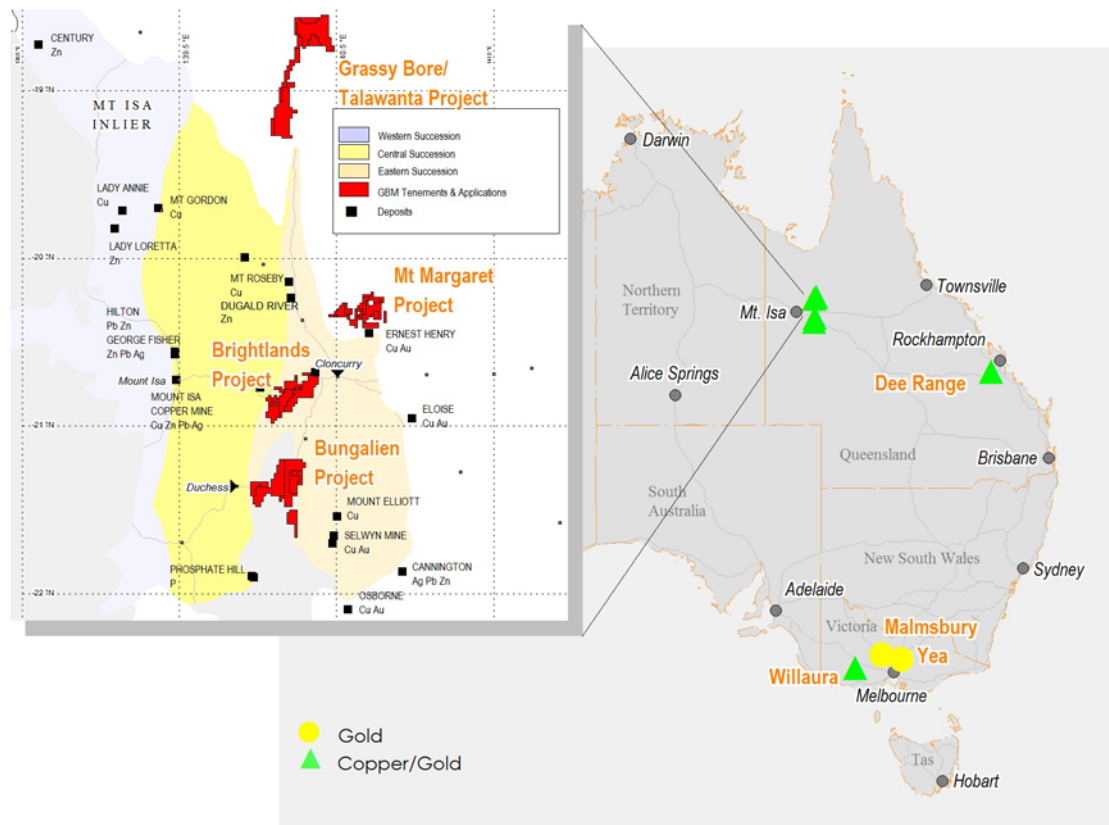 CENTURY
Zn
139.5 °E
-19 °N
MT ISA
INLIER
Grassy Bore/
Talawanta Project
Western Succession
Central Succession
Eastern Succession
GBM Tenements & Applications
Deposits
LADY ANNIE
Cu
MT GORDON
Cu
LADY LORETTA
Zn
MT ROSEBY
Cu
DUGALD RIVER
Zn
Mt Margaret
Project
HILTON
Pb Zn
GEORGE FISHER
Zn Pb Ag
ERNEST HENRY
Cu Au
Brightlands
Project
Cloncurry
Mount Isa
MOUNT ISA
COPPER MINE
Cu Zn Pb Ag
ELOISE
Cu Au
Bungalien
Project
Duchess
MOUNT ELLIOTT
Cu
SELWYN MINE
Cu Au
PHOSPHATE HILL
P
CANNINGTON
Ag Pb Zn
OSBORNE
Cu Au
Darwin
Northern
Territory
Mt. Isa
Townsville
Rockhampton
Alice Springs
Dee Range
Queensland
Brisbane
South
Australia
New South Wales
Sydney
Adelaide
Victoria
Malmsbury
Yea
Willaura
Melbourne
Tas
Hobart
Gold
Copper/Gold